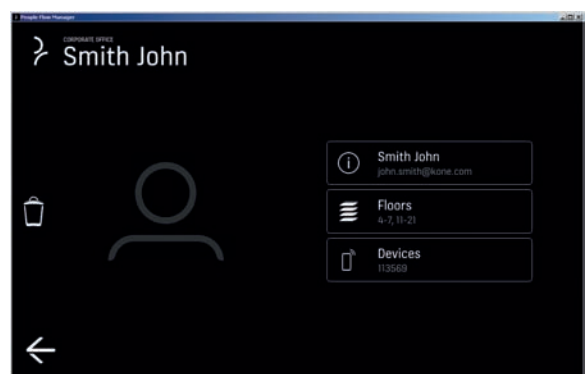 People Flow Manager
CORPORATE OFFICE
Smith John
Smith John
john.smith@kone.com
Floors
4-7, 11-21
Devices
113569